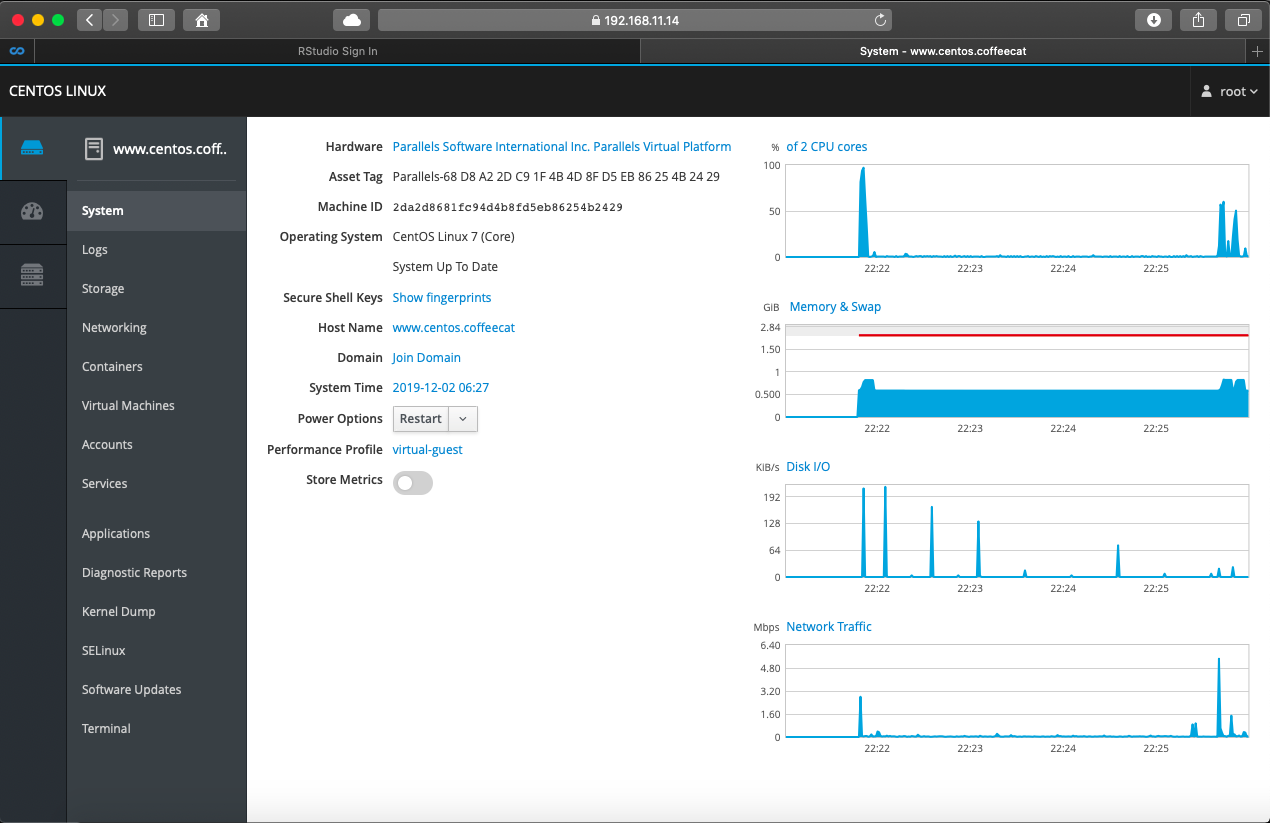 192.168.11.14
RStudio Sign In
System - www.centos.coffeecat
CENTOS LINUX
root
www.centos.coff..
System
Logs
Storage
Networking
Containers
Virtual Machines
Accounts
Services
Applications
Diagnostic Reports
Kernel Dump
SELinux
Software Updates
Terminal
Hardware Parallels Software International Inc. Parallels Virtual Platform
Asset Tag Parallels-68 D8 A2 2D C9 1F 4B 4D 8F D5 EB 86 25 4B 24 29
Machine ID 2da2d8681fc94d4b8fd5eb86254b2429
Operating System CentOS Linux 7 (Core)
System Up To Date
Secure Shell Keys Show fingerprints
Host Name www.centos.coffeecat
Domain Join Domain
System Time 2019-12-02 06:27
Power Options Restart
Performance Profile virtual-guest
Store Metrics
% of 2 CPU cores
100
50
0
22:22 22:23 22:24 22:25
GiB Memory & Swap
2.84
1.50
1
0.500
0
22:22 22:23 22:24 22:25
KiB/s Disk I/O
192
128
64
0
22:22 22:23 22:24 22:25
Mbps Network Traffic
6.40
4.80
3.20
1.60
0
22:22 22:23 22:24 22:25